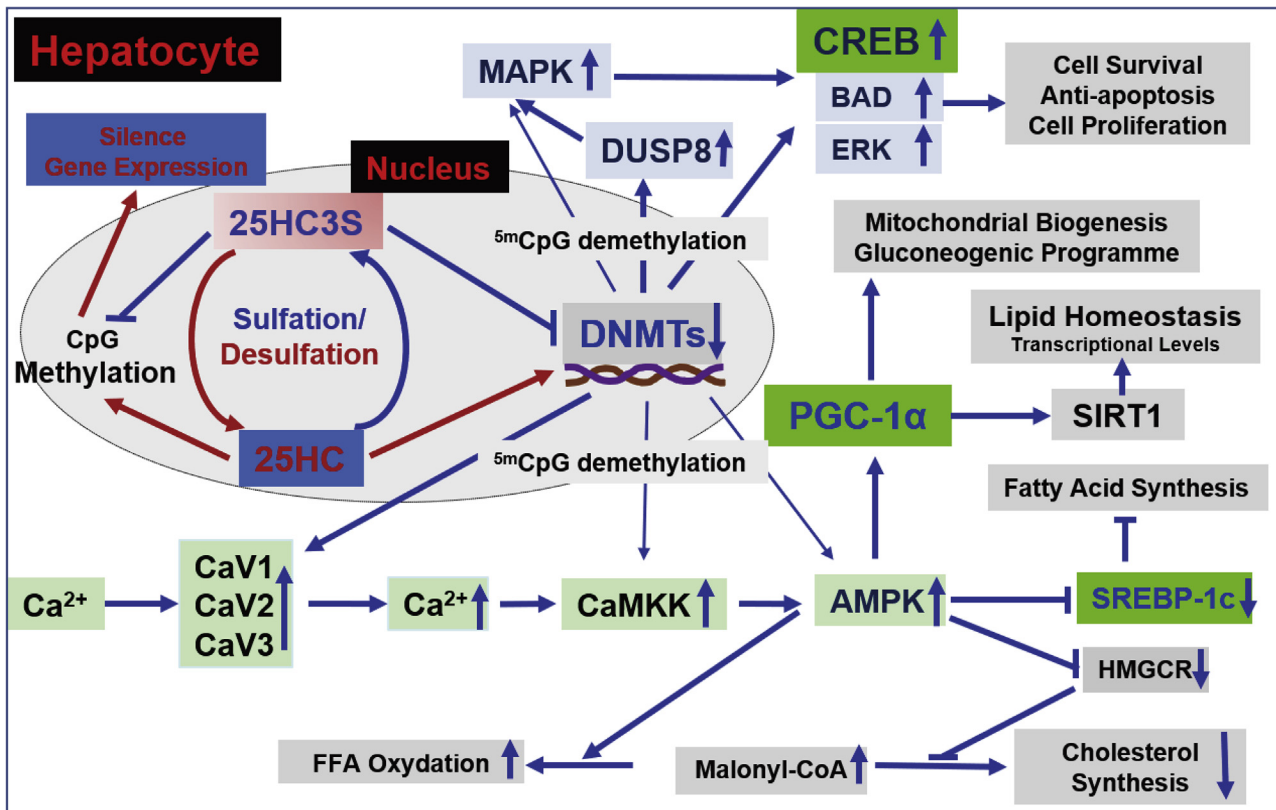 Hepatocyte
CREB
MAPK
BAD
ERK
Cell Survival
Anti-apoptosis
Cell Proliferation
Silence
Gene Expression
DUSP8
Nucleus
25HC3S
⁵ᵐCpG demethylation
Mitochondrial Biogenesis
Gluconeogenic Programme
Sulfation/
Desulfation
DNMTs
CpG
Methylation
Lipid Homeostasis
Transcriptional Levels
PGC-1α
SIRT1
25HC
⁵ᵐCpG demethylation
Fatty Acid Synthesis
Ca²⁺
CaV1
CaV2
CaV3
Ca²⁺
CaMKK
AMPK
SREBP-1c
HMGCR
FFA Oxydation
Malonyl-CoA
Cholesterol
Synthesis